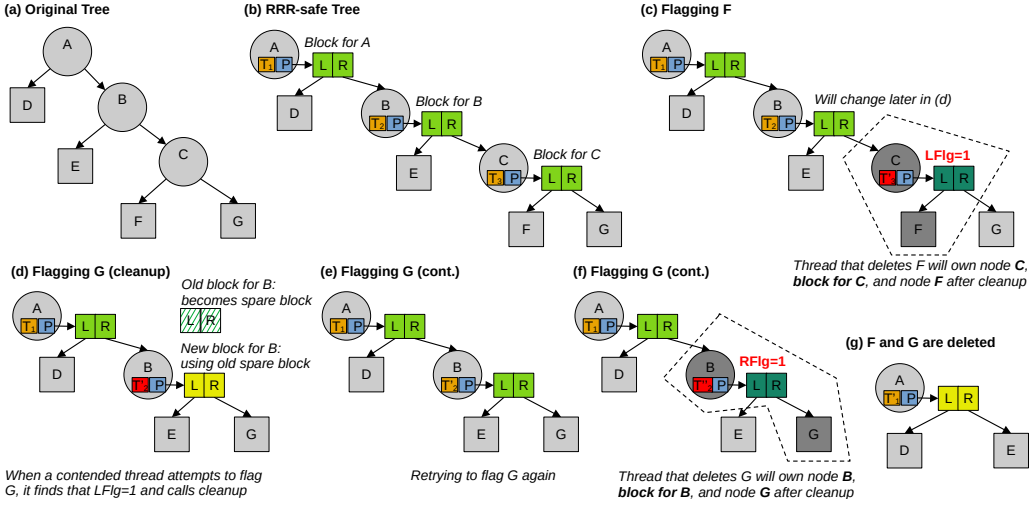 (a) Original Tree
A
B
D
C
E
F
G
(b) RRR-safe Tree
Block for A
A
T1 P
L R
Block for B
B
D
T2 P
L R
Block for C
C
E
T3 P
L R
F
G
(c) Flagging F
A
T1 P
L R
Will change later in (d)
B
D
T2 P
L R
LFlg=1
C
E
T'3 P
L R
F
G
Thread that deletes F will own node C,
block for C, and node F after cleanup
(d) Flagging G (cleanup)
Old block for B:
becomes spare block
L R
A
T1 P
L R
New block for B:
using old spare block
B
D
T'2 P
L R
E
G
When a contended thread attempts to flag
G, it finds that LFlg=1 and calls cleanup
(e) Flagging G (cont.)
A
T1 P
L R
B
D
T'2 P
L R
E
G
Retrying to flag G again
(f) Flagging G (cont.)
A
T1 P
L R
RFlg=1
B
D
T''2 P
L R
E
G
Thread that deletes G will own node B,
block for B, and node G after cleanup
(g) F and G are deleted
A
T'1 P
L R
D
E